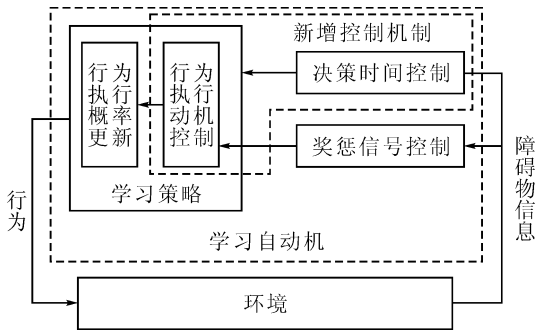 新增控制机制
行为
执行
概率
更新
行为
执行
动机
控制
决策时间控制
奖惩信号控制
学习策略
学习自动机
行为
障碍物信息
环境